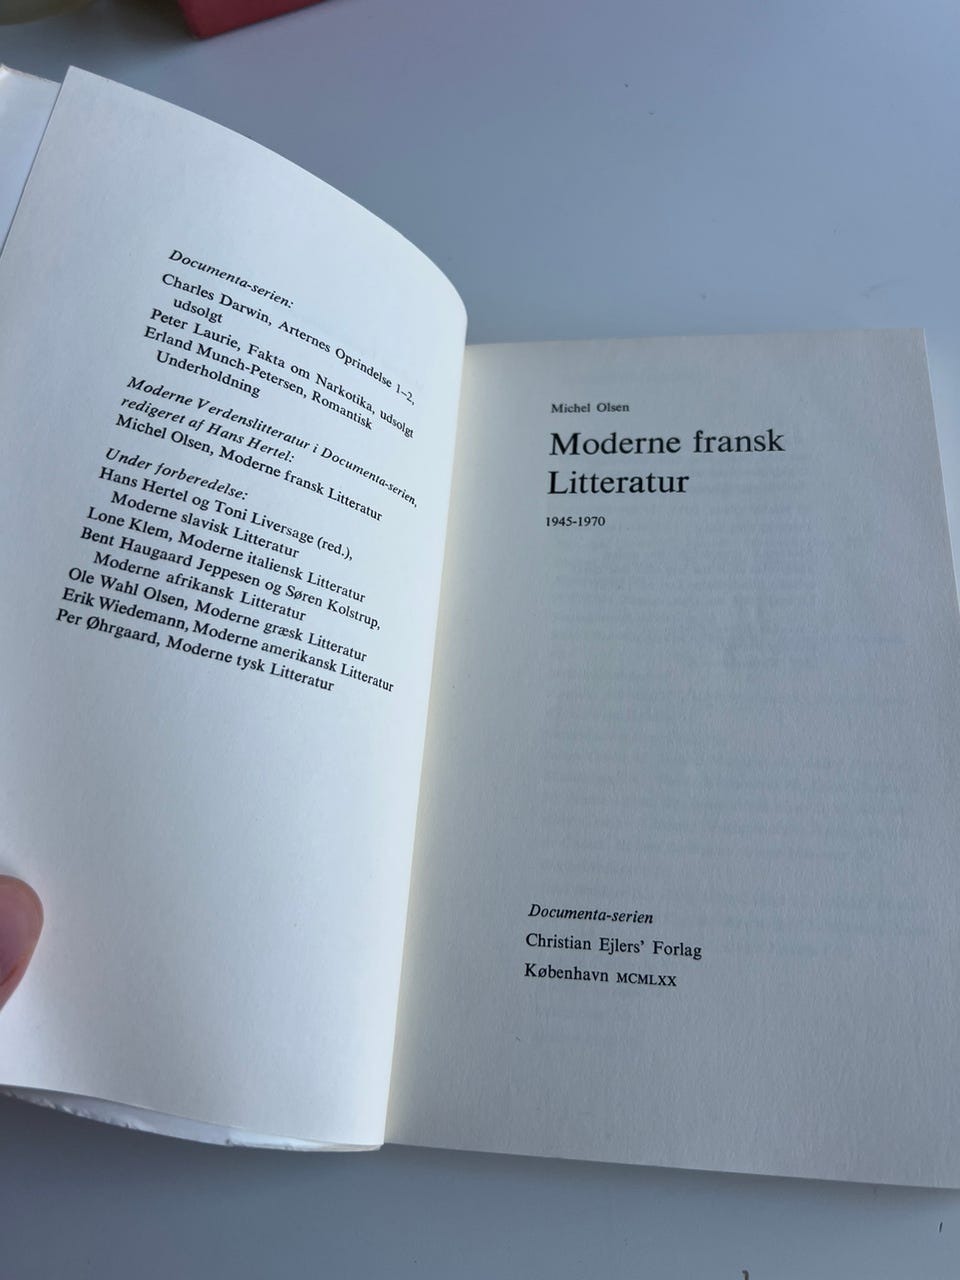 Documenta-serien:
Charles Darwin, Arternes Oprindelse 1–2,
udsolgt
Peter Laurie, Fakta om Narkotika, udsolgt
Erland Munch-Petersen, Romantisk
Underholdning
Moderne Verdenslitteratur i Documenta-serien,
redigeret af Hans Hertel:
Michel Olsen, Moderne fransk Litteratur
Under forberedelse:
Hans Hertel og Toni Liversage (red.),
Moderne slavisk Litteratur
Lone Klem, Moderne italiensk Litteratur
Bent Haugaard Jeppesen og Søren Kolstrup,
Moderne afrikansk Litteratur
Ole Wahl Olsen, Moderne græsk Litteratur
Erik Wiedemann, Moderne amerikansk Litteratur
Per Øhrgaard, Moderne tysk Litteratur
Michel Olsen
Moderne fransk
Litteratur
1945-1970
Documenta-serien
Christian Ejlers’ Forlag
København MCMLXX